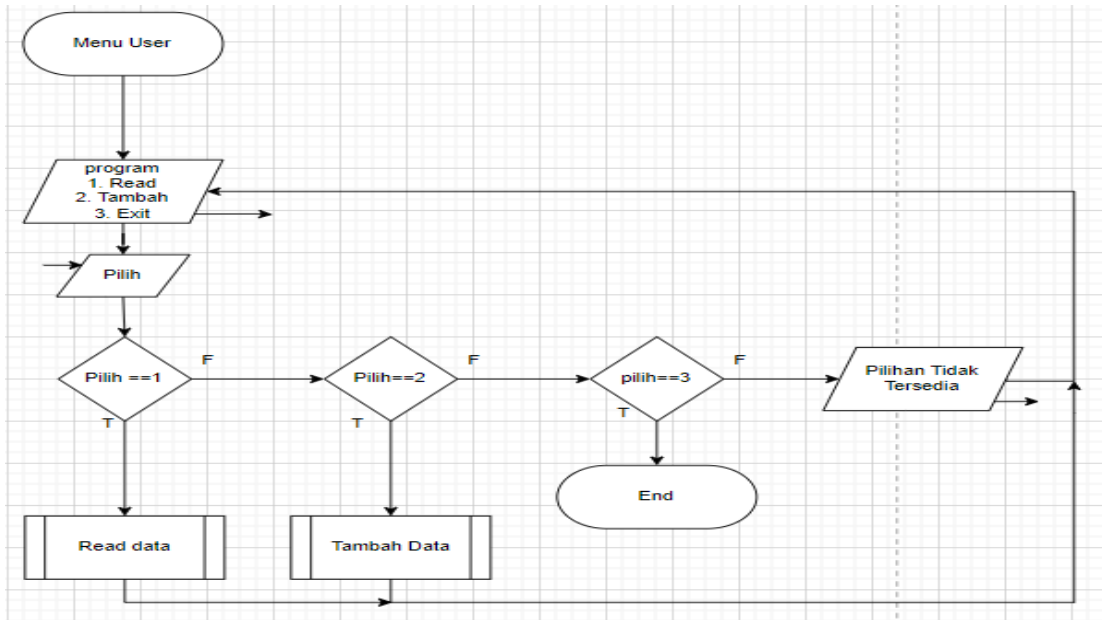 Menu User
program
1. Read
2. Tambah
3. Exit
Pilih
Pilih ==1
F
T
Pilih==2
F
T
pilih==3
F
T
Pilihan Tidak
Tersedia
End
Read data
Tambah Data